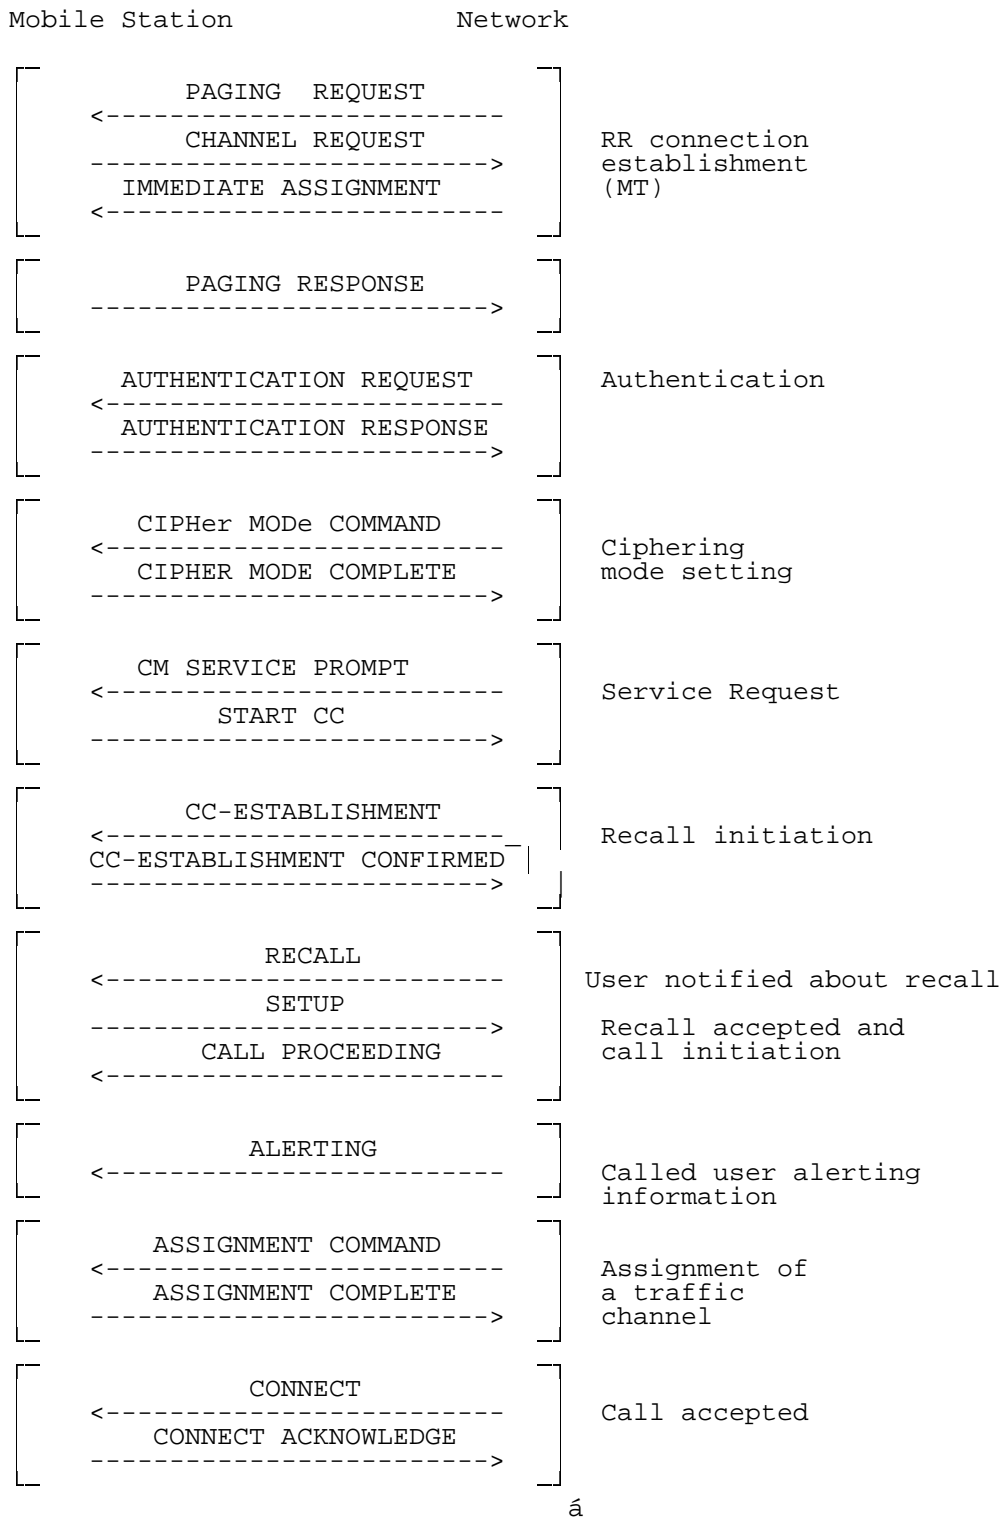 Mobile Station Network
PAGING REQUEST
<-------------------------
CHANNEL REQUEST
------------------------->
RR connection
establishment
(MT)
IMMEDIATE ASSIGNMENT
<-------------------------
PAGING RESPONSE
------------------------->
AUTHENTICATION REQUEST
Authentication
<-------------------------
AUTHENTICATION RESPONSE
------------------------->
CIPHer MODe COMMAND
<-------------------------
Ciphering
mode setting
CIPHER MODE COMPLETE
------------------------->
CM SERVICE PROMPT
<-------------------------
Service Request
START CC
------------------------->
CC-ESTABLISHMENT
<-------------------------
Recall initiation
CC-ESTABLISHMENT CONFIRMED
------------------------->
RECALL
<-------------------------
User notified about recall
SETUP
------------------------->
Recall accepted and
call initiation
CALL PROCEEDING
<-------------------------
ALERTING
<-------------------------
Called user alerting
information
ASSIGNMENT COMMAND
<-------------------------
Assignment of
a traffic
channel
ASSIGNMENT COMPLETE
------------------------->
CONNECT
<-------------------------
Call accepted
CONNECT ACKNOWLEDGE
------------------------->
á